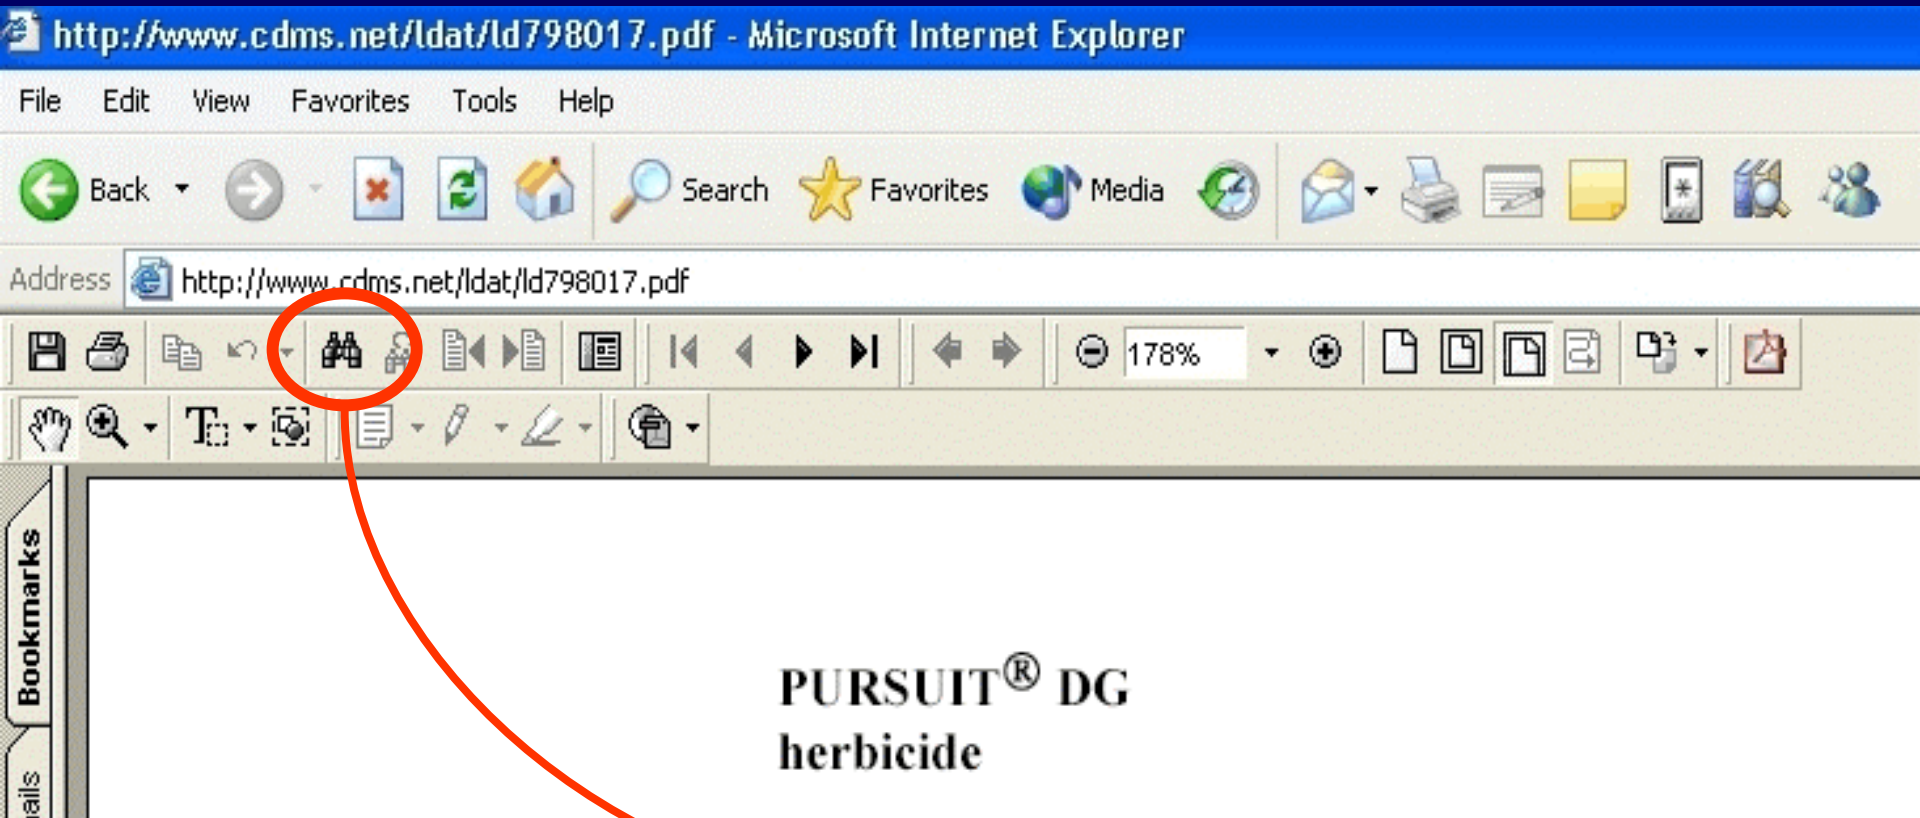 http://www.cdms.net/ldat/ld798017.pdf - Microsoft Internet Explorer
File Edit View Favorites Tools Help
Back Search Favorites Media
Address http://www.cdms.net/ldat/ld798017.pdf
178%
Bookmarks
PURSUIT® DG
herbicide